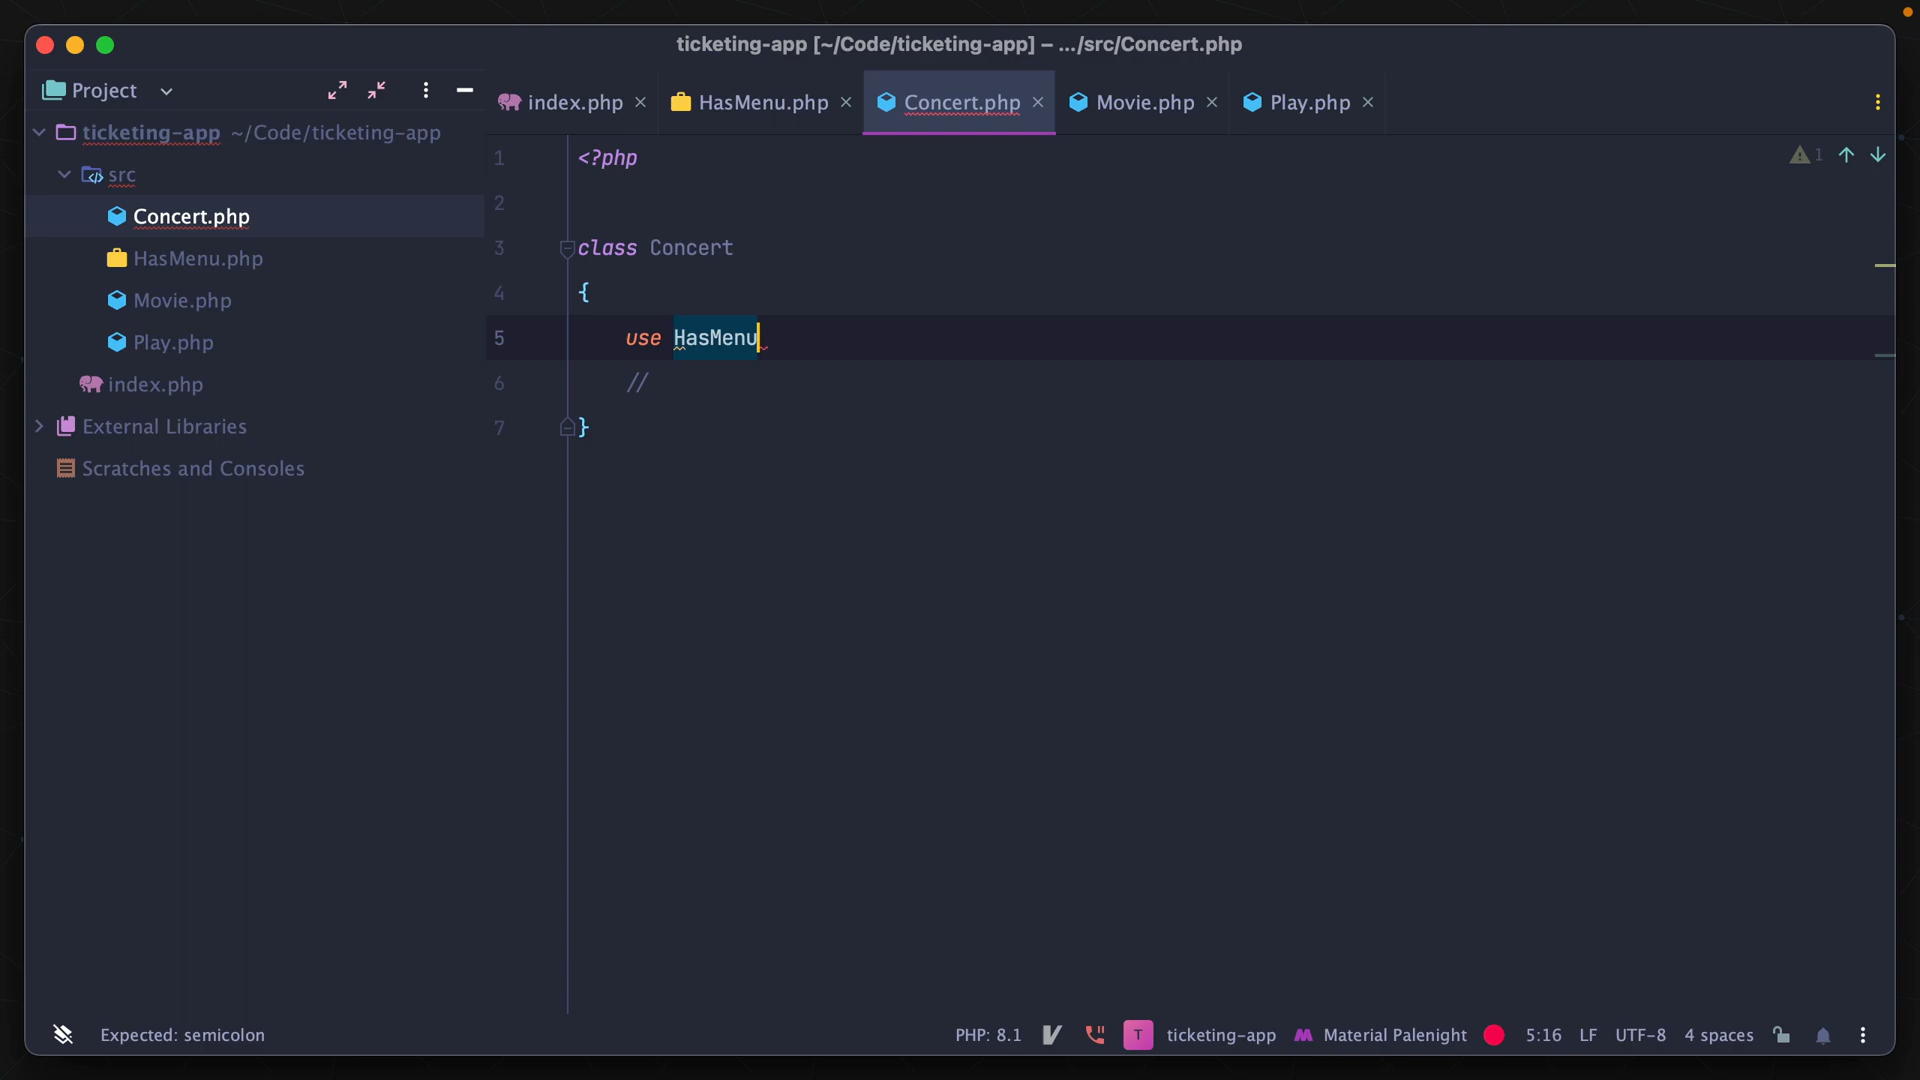 ticketing-app [~/Code/ticketing-app] – .../src/Concert.php
Project
index.php
HasMenu.php
Concert.php
Movie.php
Play.php
ticketing-app ~/Code/ticketing-app
src
Concert.php
HasMenu.php
Movie.php
Play.php
index.php
External Libraries
Scratches and Consoles
1 <?php
2
3 class Concert
4 {
5 use HasMenu
6 //
7 }
1
Expected: semicolon
PHP: 8.1
T
ticketing-app
Material Palenight
5:16
LF
UTF-8
4 spaces